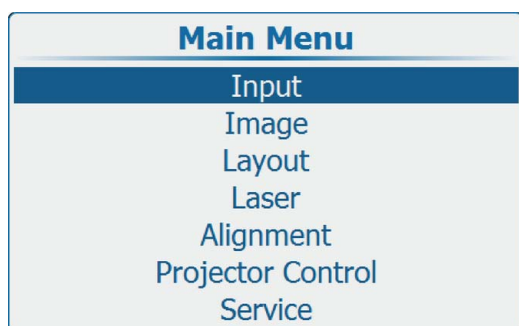 Main Menu
Input
Image
Layout
Laser
Alignment
Projector Control
Service